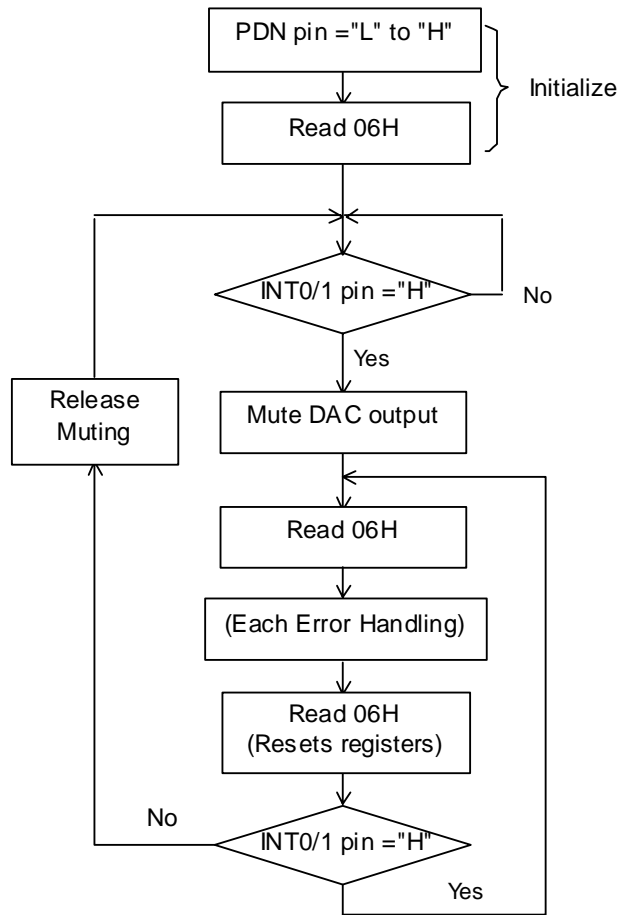 PDN pin ="L" to "H"
Initialize
Read 06H
INT0/1 pin ="H"
No
Yes
Release
Muting
Mute DAC output
Read 06H
(Each Error Handling)
Read 06H
(Resets registers)
No
INT0/1 pin ="H"
Yes